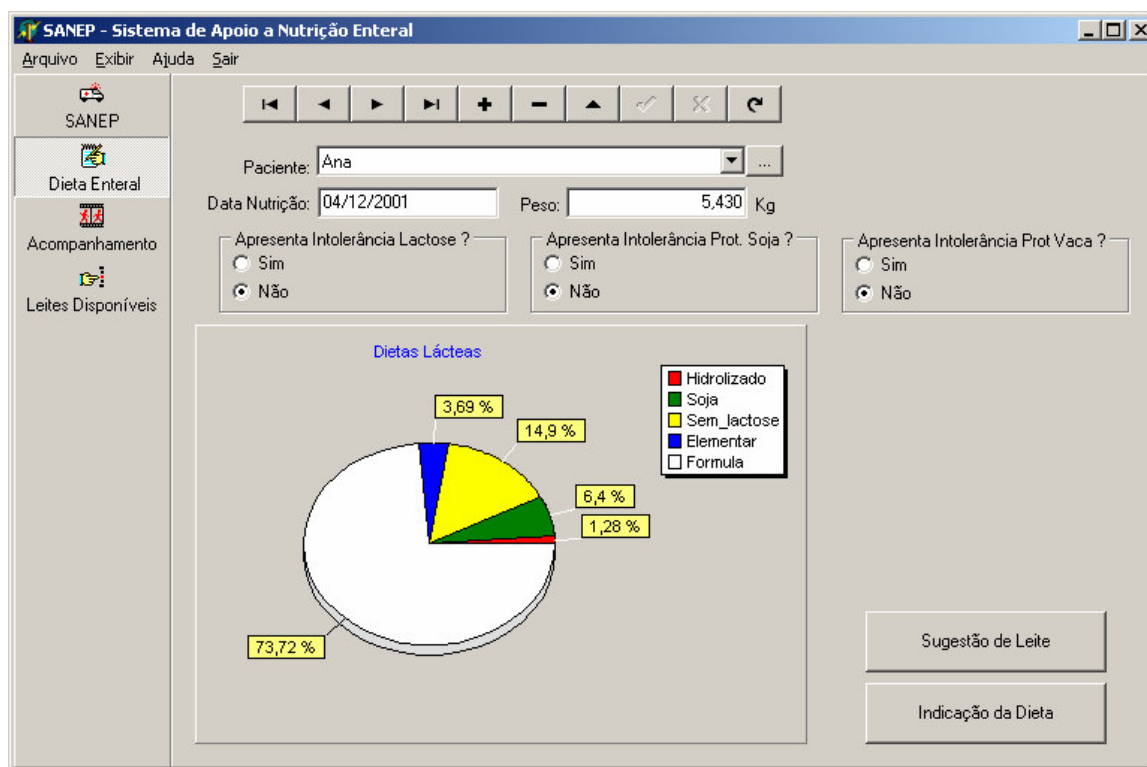 SANEP - Sistema de Apoio a Nutrição Enteral
Arquivo Exibir Ajuda Sair
SANEP
Dieta Enteral
Acompanhamento
Leites Disponíveis
Paciente: Ana ...
Data Nutrição: 04/12/2001 Peso: 5,430 Kg
Apresenta Intolerância Lactose ? Apresenta Intolerância Prot. Soja ? Apresenta Intolerância Prot Vaca ?
Sim Sim Sim
Não Não Não
Dietas Lácteas
Hidrolizado
Soja
Sem_lactose
Elementar
Formula
3,69 %
14,9 %
6,4 %
1,28 %
73,72 %
Sugestão de Leite
Indicação da Dieta